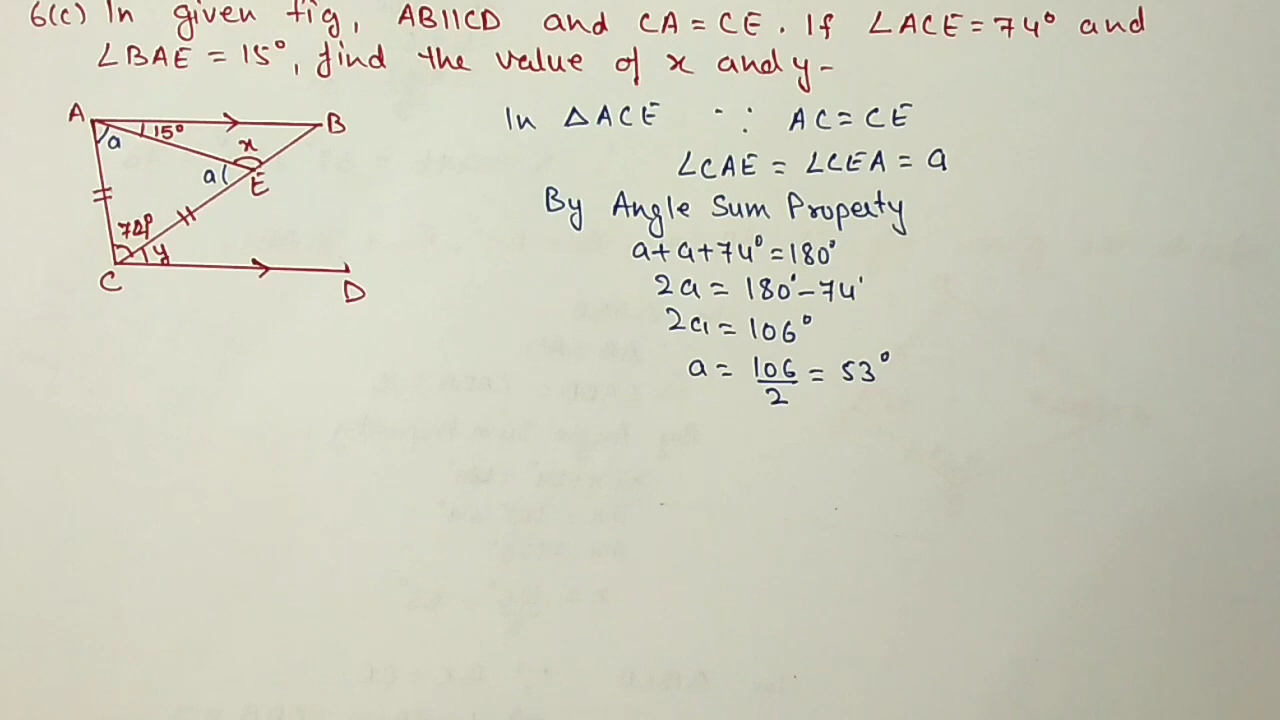 6(c) In given fig, AB||CD and CA = CE. If ∠ACE = 74° and
∠BAE = 15°, find the value of x and y -
A
a
15°
B
x
a
E
74°
y
C
D
In △ACE ∵ AC = CE
∠CAE = ∠CEA = a
By Angle Sum Property
a + a + 74° = 180°
2a = 180° - 74°
2a = 106°
a = 106/2 = 53°